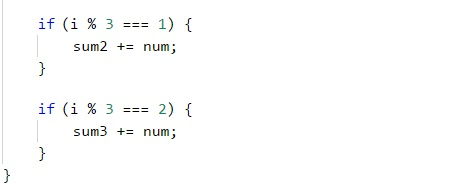 if (i % 3 === 1) {
sum2 += num;
}
if (i % 3 === 2) {
sum3 += num;
}
}